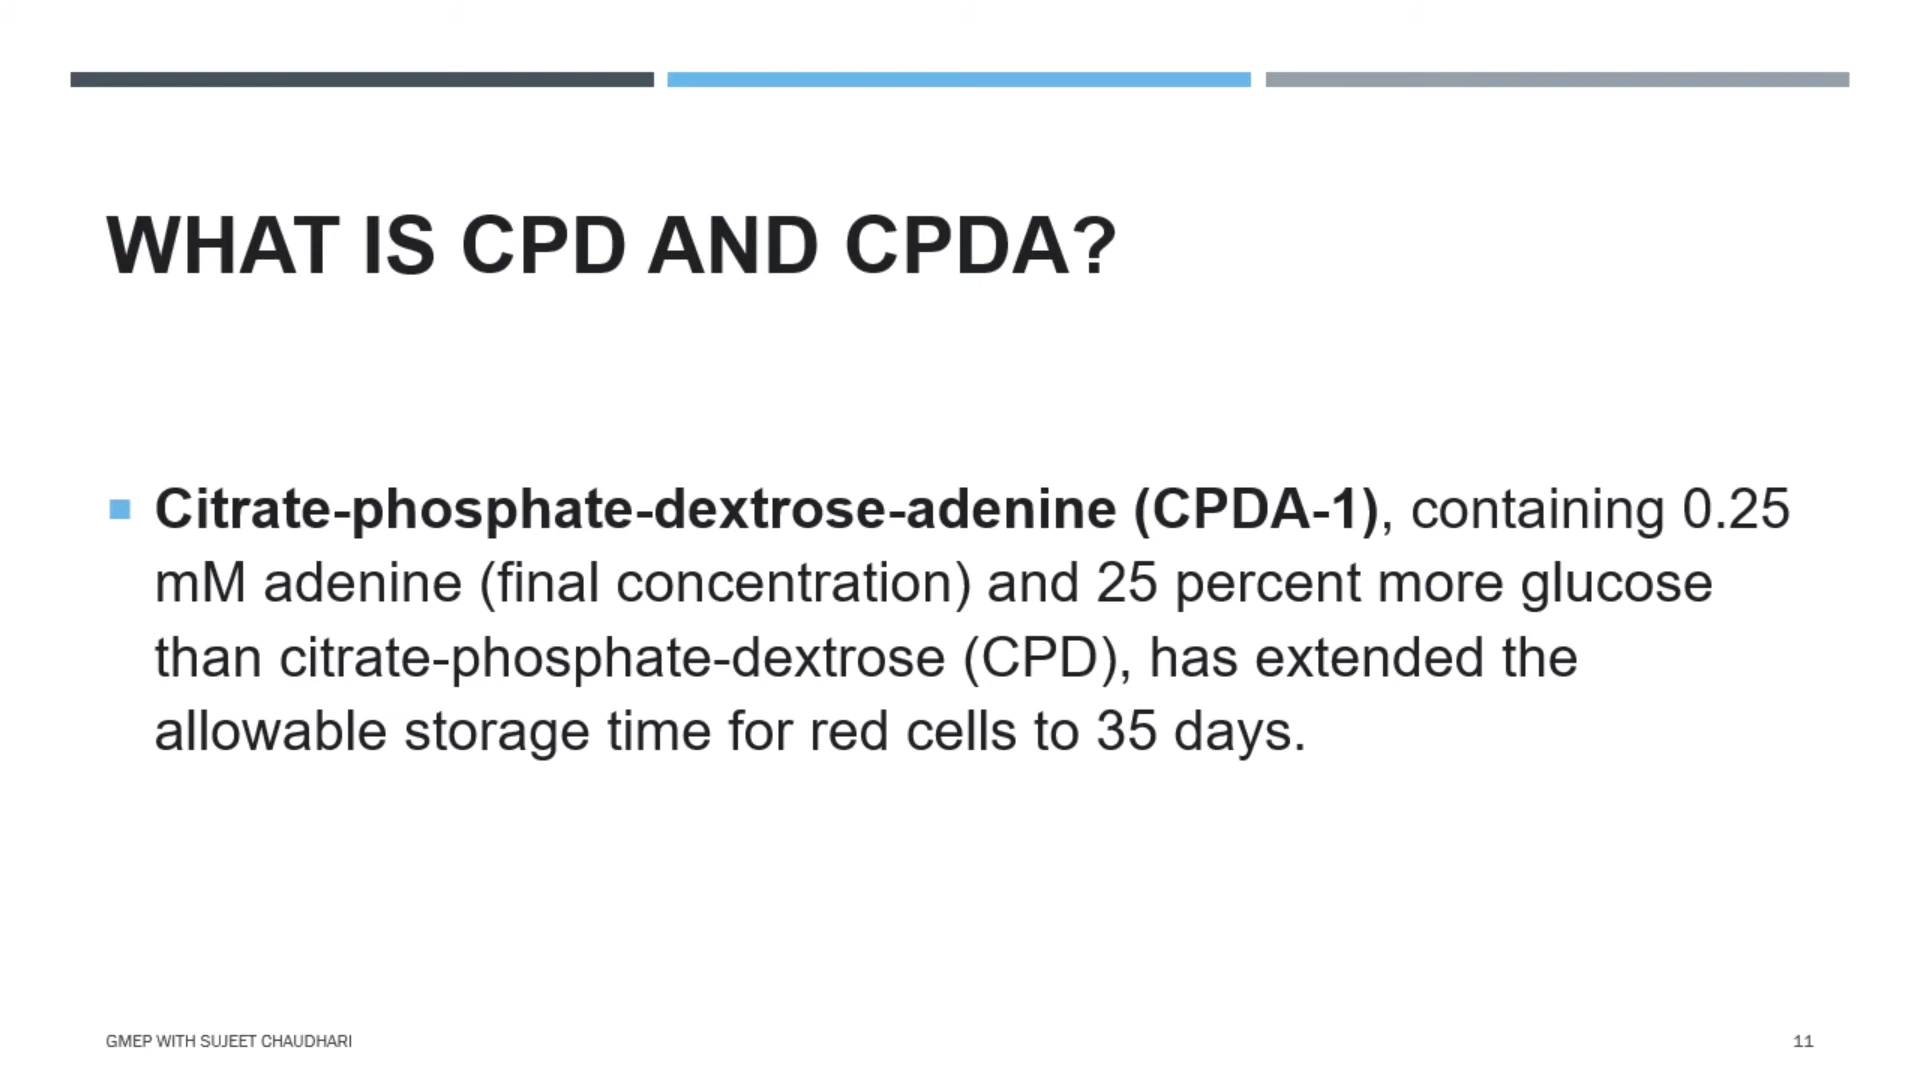 WHAT IS CPD AND CPDA?
Citrate-phosphate-dextrose-adenine (CPDA-1), containing 0.25
mM adenine (final concentration) and 25 percent more glucose
than citrate-phosphate-dextrose (CPD), has extended the
allowable storage time for red cells to 35 days.
GMEP WITH SUJEET CHAUDHARI
11